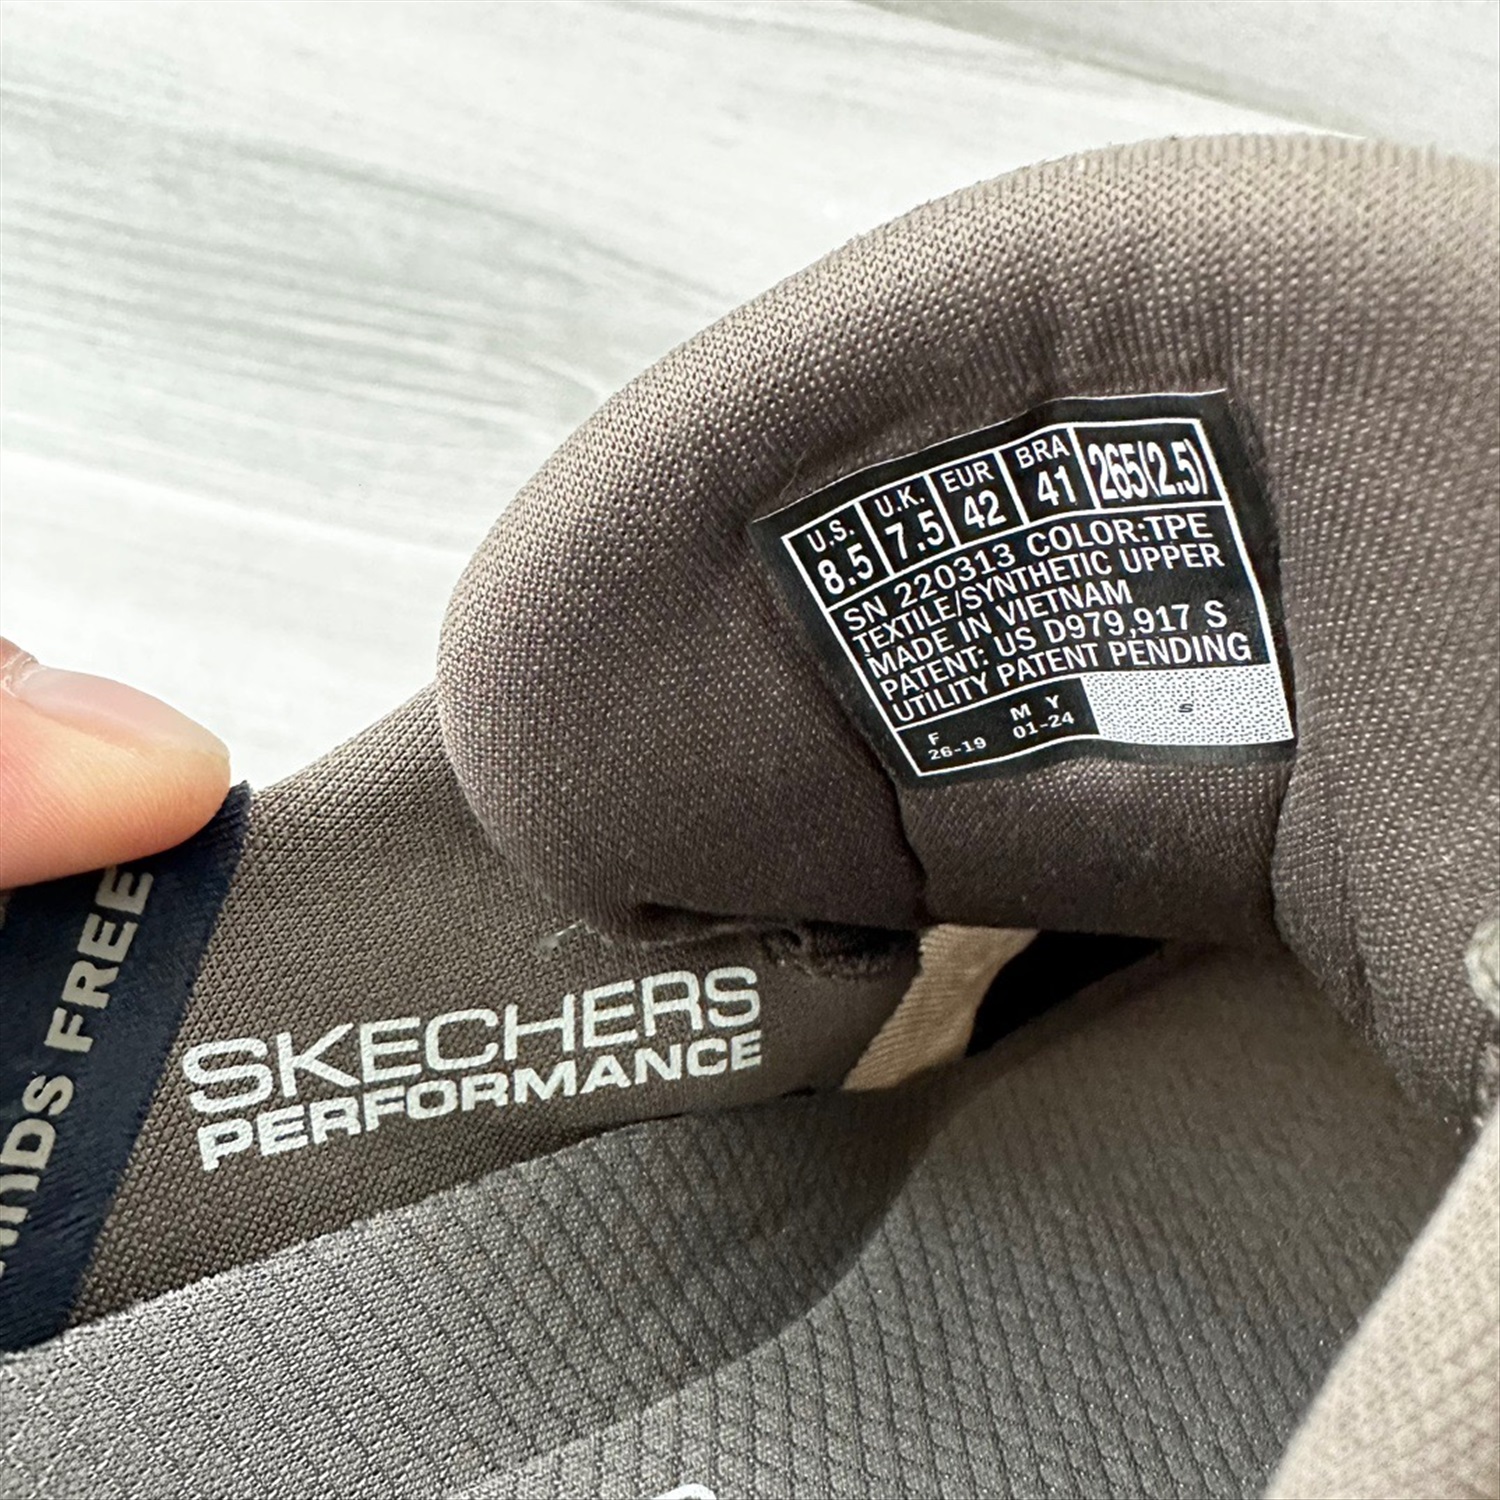 U.S. U.K. EUR BRA 265(2.5)
8.5 7.5 42 41
SN 220313 COLOR:TPE
TEXTILE/SYNTHETIC UPPER
MADE IN VIETNAM
PATENT: US D979,917 S
UTILITY PATENT PENDING
F M Y S
26-19 01-24
SKECHERS
PERFORMANCE
FREE